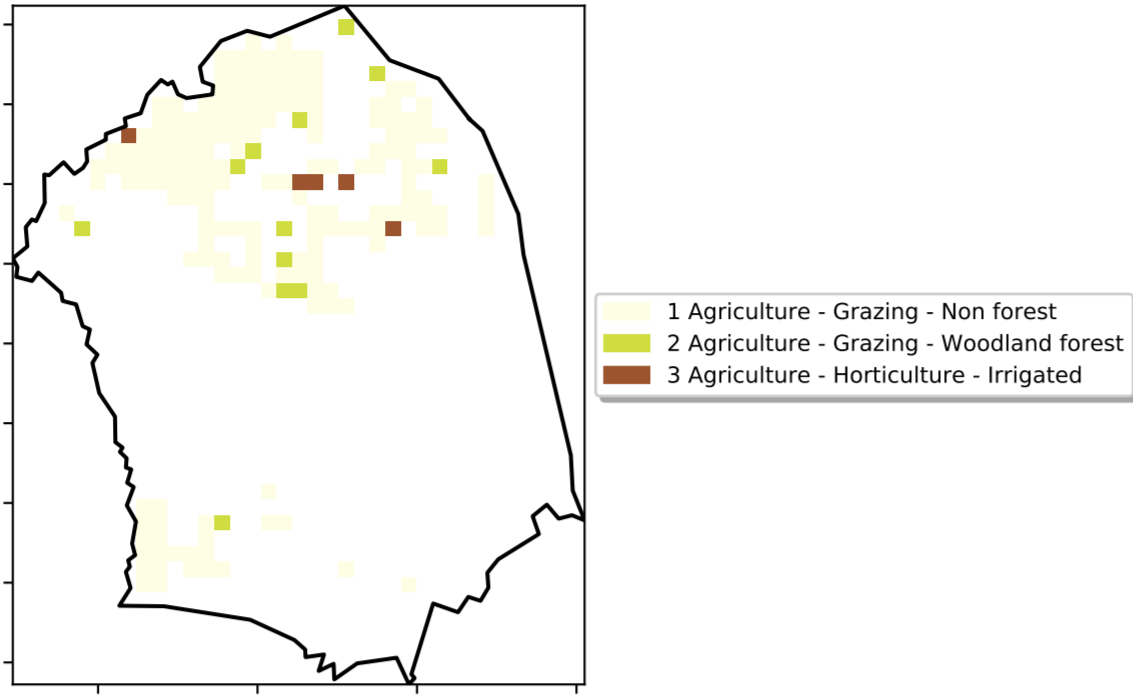 1 Agriculture - Grazing - Non forest
2 Agriculture - Grazing - Woodland forest
3 Agriculture - Horticulture - Irrigated